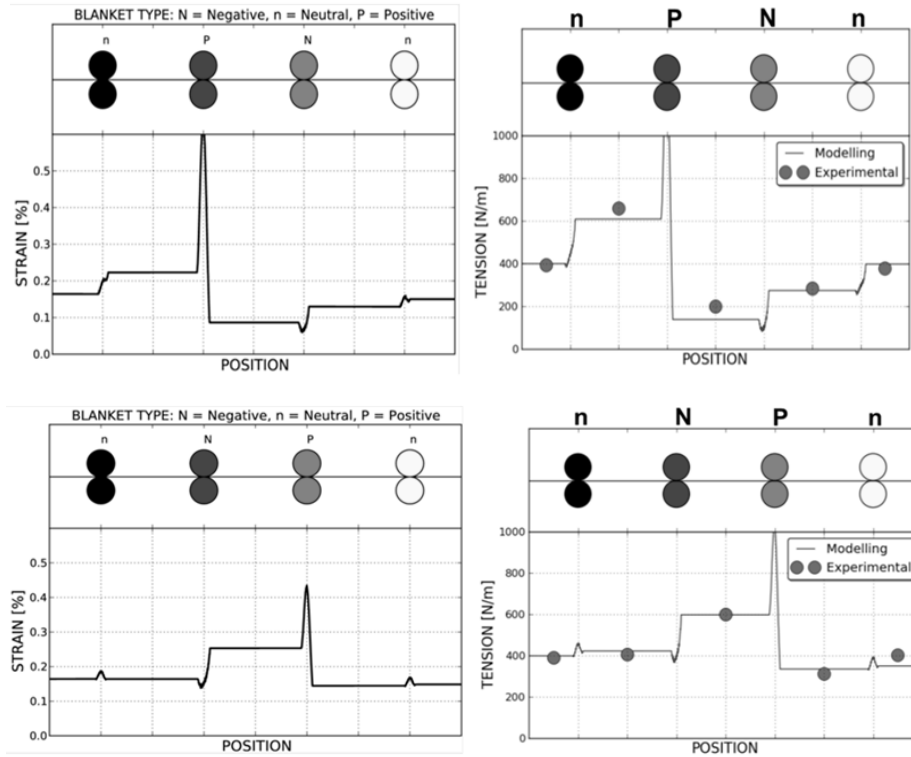 BLANKET TYPE: N = Negative, n = Neutral, P = Positive
n P N n
STRAIN [%]
0.5
0.4
0.3
0.2
0.1
0.0
POSITION
n P N n
TENSION [N/m]
1000
800
600
400
200
0
Modelling
Experimental
POSITION
BLANKET TYPE: N = Negative, n = Neutral, P = Positive
n N P n
STRAIN [%]
0.5
0.4
0.3
0.2
0.1
0.0
POSITION
n N P n
TENSION [N/m]
1000
800
600
400
200
0
Modelling
Experimental
POSITION